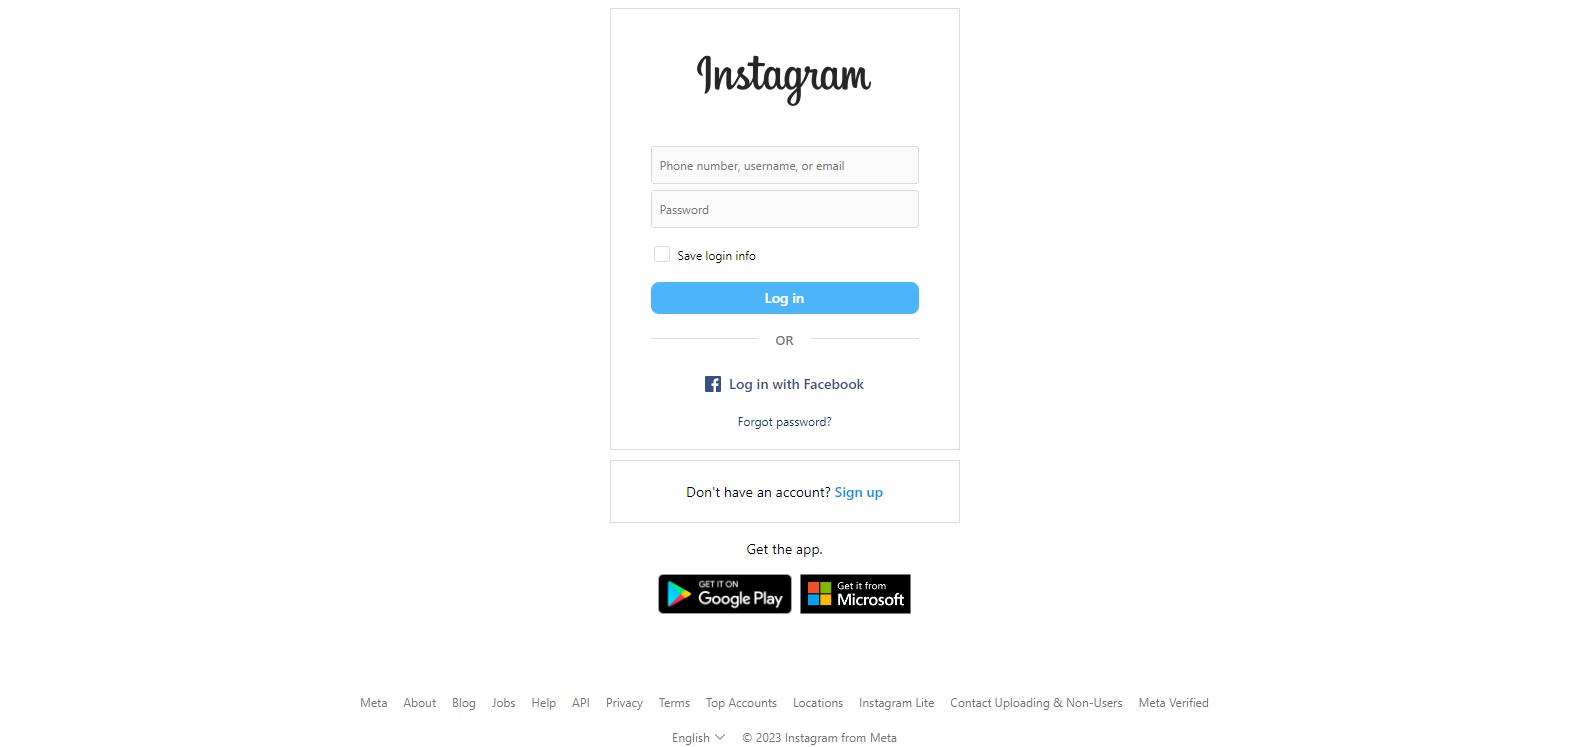 Instagram
Phone number, username, or email
Password
Save login info
Log in
OR
Log in with Facebook
Forgot password?
Don't have an account? Sign up
Get the app.
GET IT ON
Google Play
Get it from
Microsoft
Meta About Blog Jobs Help API Privacy Terms Top Accounts Locations Instagram Lite Contact Uploading & Non-Users Meta Verified
English © 2023 Instagram from Meta